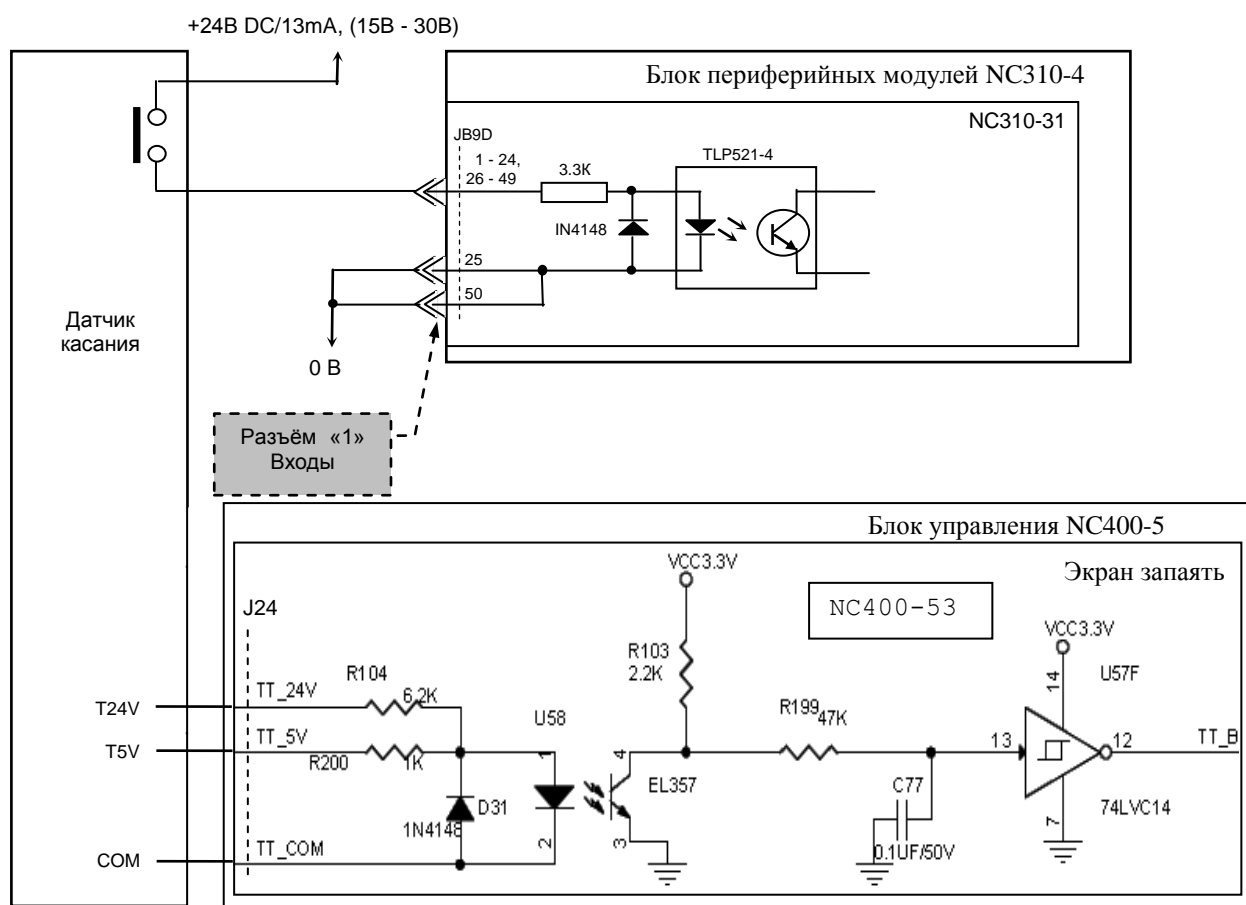 +24В DC/13mA, (15В - 30В)
Блок периферийных модулей NC310-4
NC310-31
JB9D
1 - 24,
26 - 49
3.3К
TLP521-4
IN4148
25
50
0 В
Датчик
касания
Разъём «1»
Входы
Блок управления NC400-5
Экран запаять
VCC3.3V
NC400-53
J24
R103
2.2K
VCC3.3V
14
U57F
R104
TT_24V
6.2K
T24V
U58
R199
47K
TT_5V
T5V
R200
1K
1
4
13
12
TT_B
EL357
C77
D31
1N4148
74LVC14
2
3
7
0.1UF/50V
TT_COM
COM